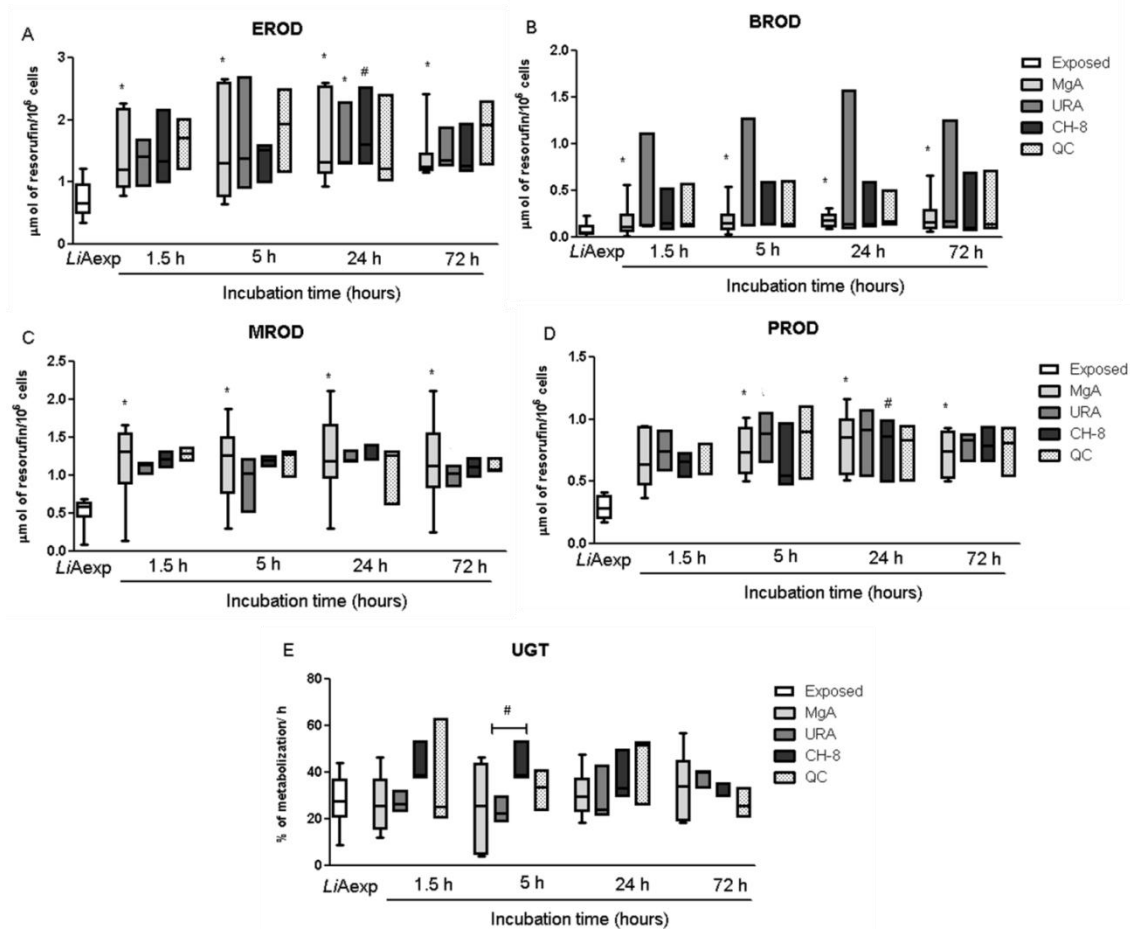 A
EROD
μmol of resorufin/10⁶ cells
3
2
1
0
*
*
*
*
#
*
LiAexp
1.5 h
5 h
24 h
72 h
Incubation time (hours)
B
BROD
μmol of resorufin/10⁶ cells
2.0
1.5
1.0
0.5
0.0
*
*
*
*
LiAexp
1.5 h
5 h
24 h
72 h
Incubation time (hours)
Exposed
MgA
URA
CH-8
QC
C
MROD
μmol of resorufin/10⁶ cells
2.5
2.0
1.5
1.0
0.5
0.0
*
*
*
*
LiAexp
1.5 h
5 h
24 h
72 h
Incubation time (hours)
D
PROD
μmol of resorufin/10⁶ cells
1.5
1.0
0.5
0.0
*
*
#
*
LiAexp
1.5 h
5 h
24 h
72 h
Incubation time (hours)
Exposed
MgA
URA
CH-8
QC
E
UGT
% of metabolization/ h
80
60
40
20
0
#
LiAexp
1.5 h
5 h
24 h
72 h
Incubation time (hours)
Exposed
MgA
URA
CH-8
QC